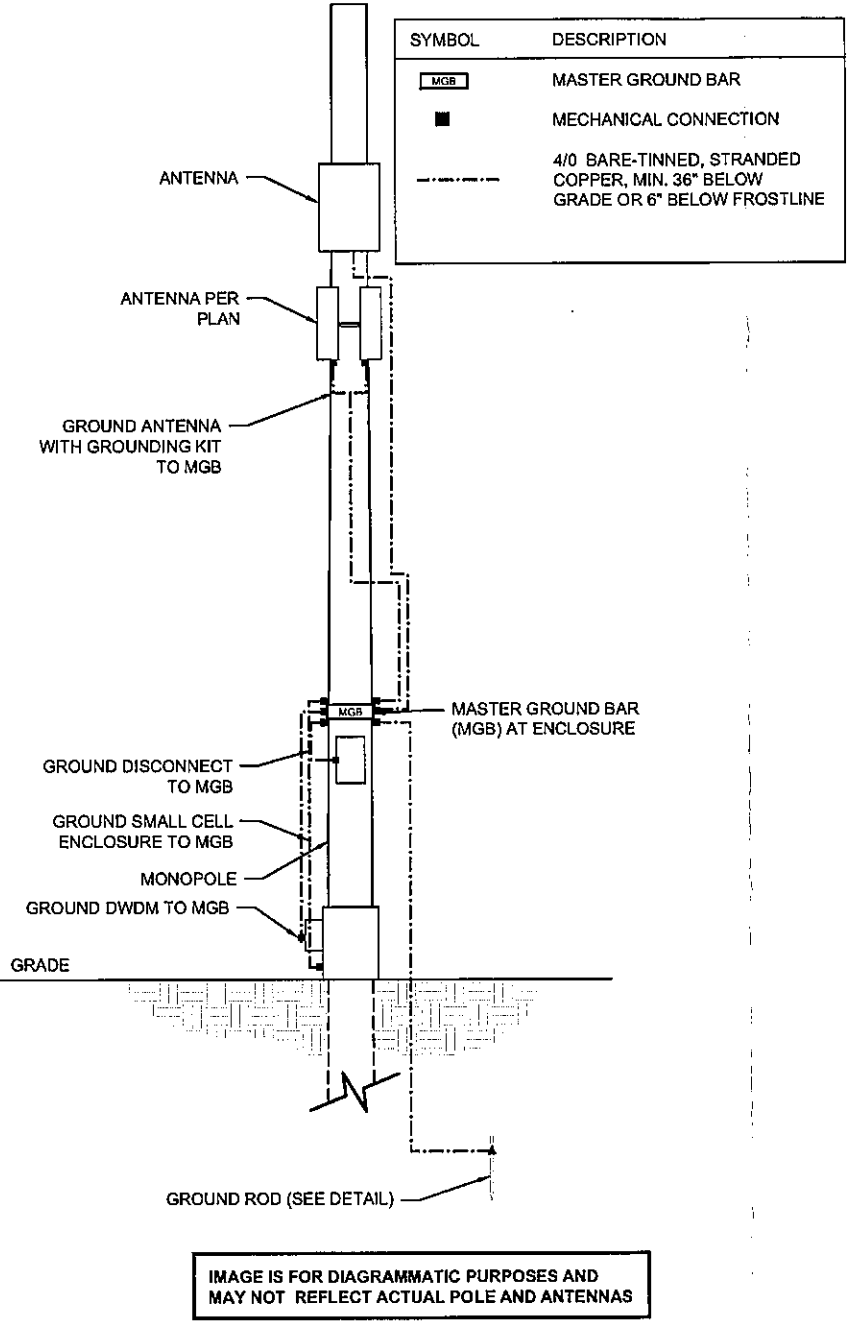 SYMBOL DESCRIPTION
MGB MASTER GROUND BAR
MECHANICAL CONNECTION
4/0 BARE-TINNED, STRANDED
COPPER, MIN. 36" BELOW
GRADE OR 6" BELOW FROSTLINE
ANTENNA
ANTENNA PER
PLAN
GROUND ANTENNA
WITH GROUNDING KIT
TO MGB
MGB
MASTER GROUND BAR
(MGB) AT ENCLOSURE
GROUND DISCONNECT
TO MGB
GROUND SMALL CELL
ENCLOSURE TO MGB
MONOPOLE
GROUND DWDM TO MGB
GRADE
GROUND ROD (SEE DETAIL)
IMAGE IS FOR DIAGRAMMATIC PURPOSES AND
MAY NOT REFLECT ACTUAL POLE AND ANTENNAS